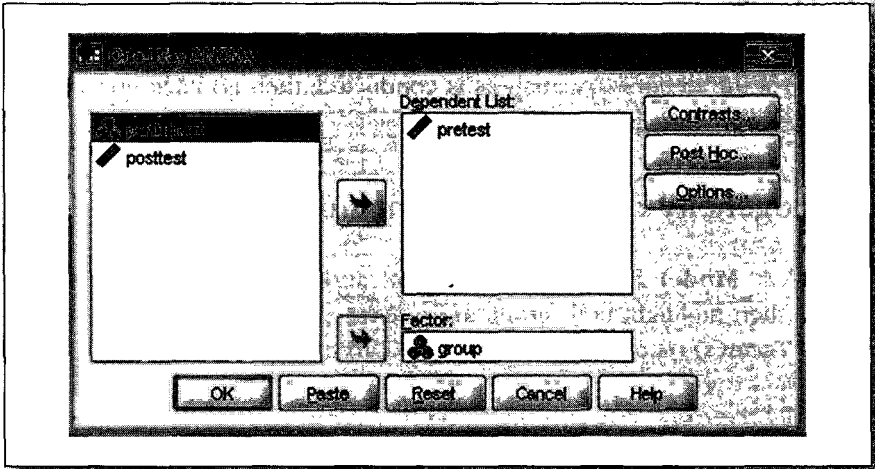 Dependent List:
pretest
posttest
Contrasts...
Post Hoc...
Options...
Factor:
group
OK
Paste
Reset
Cancel
Help